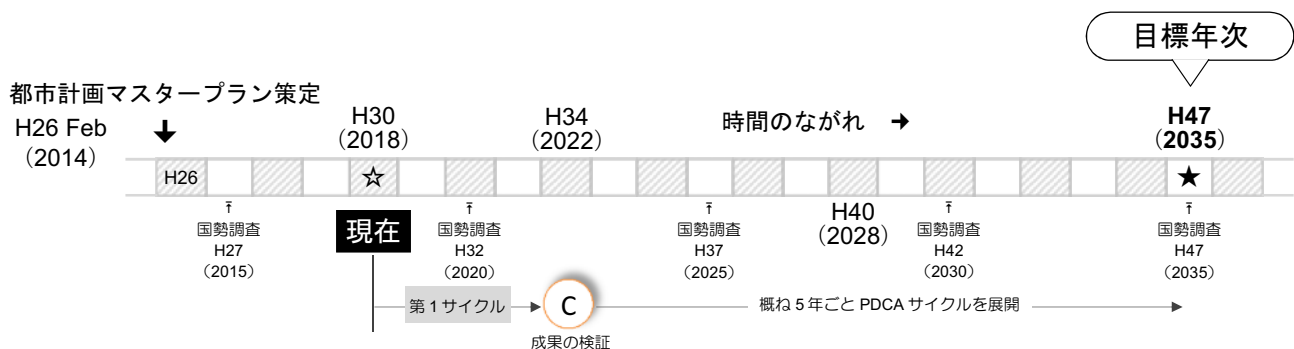 目標年次
都市計画マスタープラン策定
H26 Feb
（2014）
↓
H30
（2018）
H34
（2022）
時間のながれ →
H47
（2035）
H26
☆
★
↑
国勢調査
H27
（2015）
現在
↑
国勢調査
H32
（2020）
↑
国勢調査
H37
（2025）
H40
（2028）
↑
国勢調査
H42
（2030）
↑
国勢調査
H47
（2035）
第１サイクル
C
成果の検証
概ね５年ごと PDCA サイクルを展開